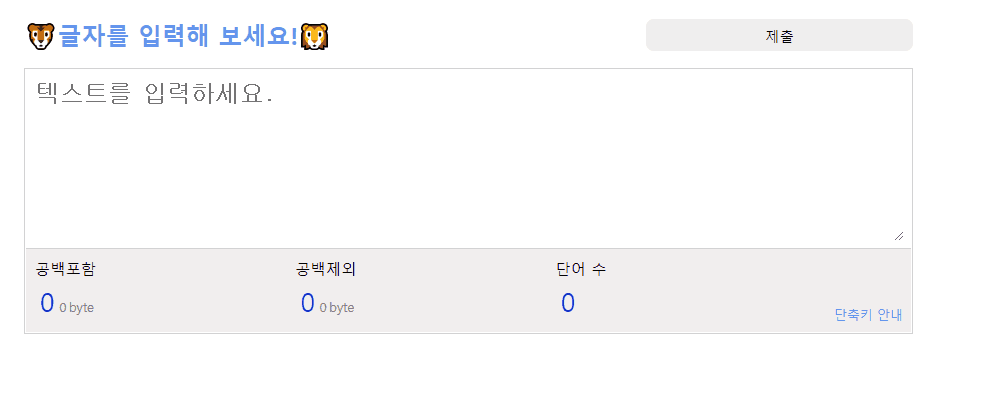 글자를 입력해 보세요!
제출
텍스트를 입력하세요.
공백포함 공백제외 단어 수
0 0 byte 0 0 byte 0
단축키 안내